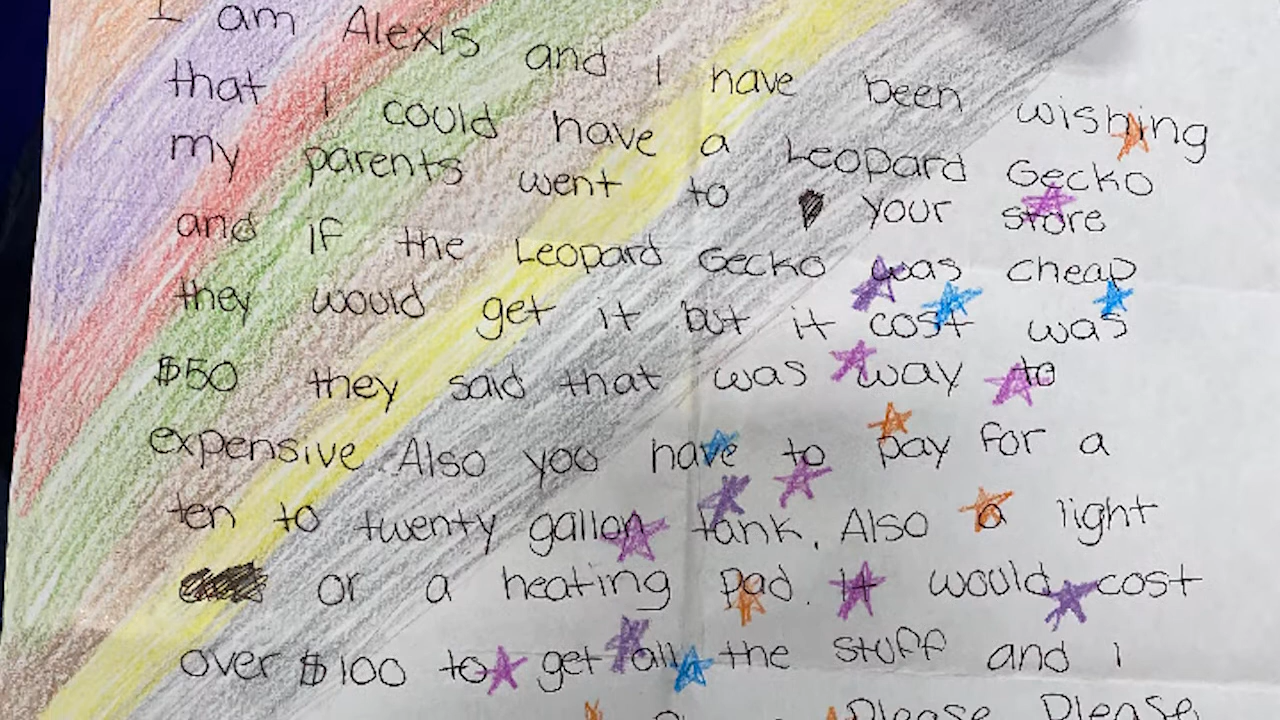 I am Alexis and I have been wishing
that I could have a Leopard Gecko
my parents went to your store
and if the Leopard Gecko was cheap
they would get it but it cost was
$50 they said that was way to
expensive. Also you have to pay for a
ten to twenty gallon tank. Also a light
or a heating pad. It would cost
over $100 to get all the stuff and I
Please Please